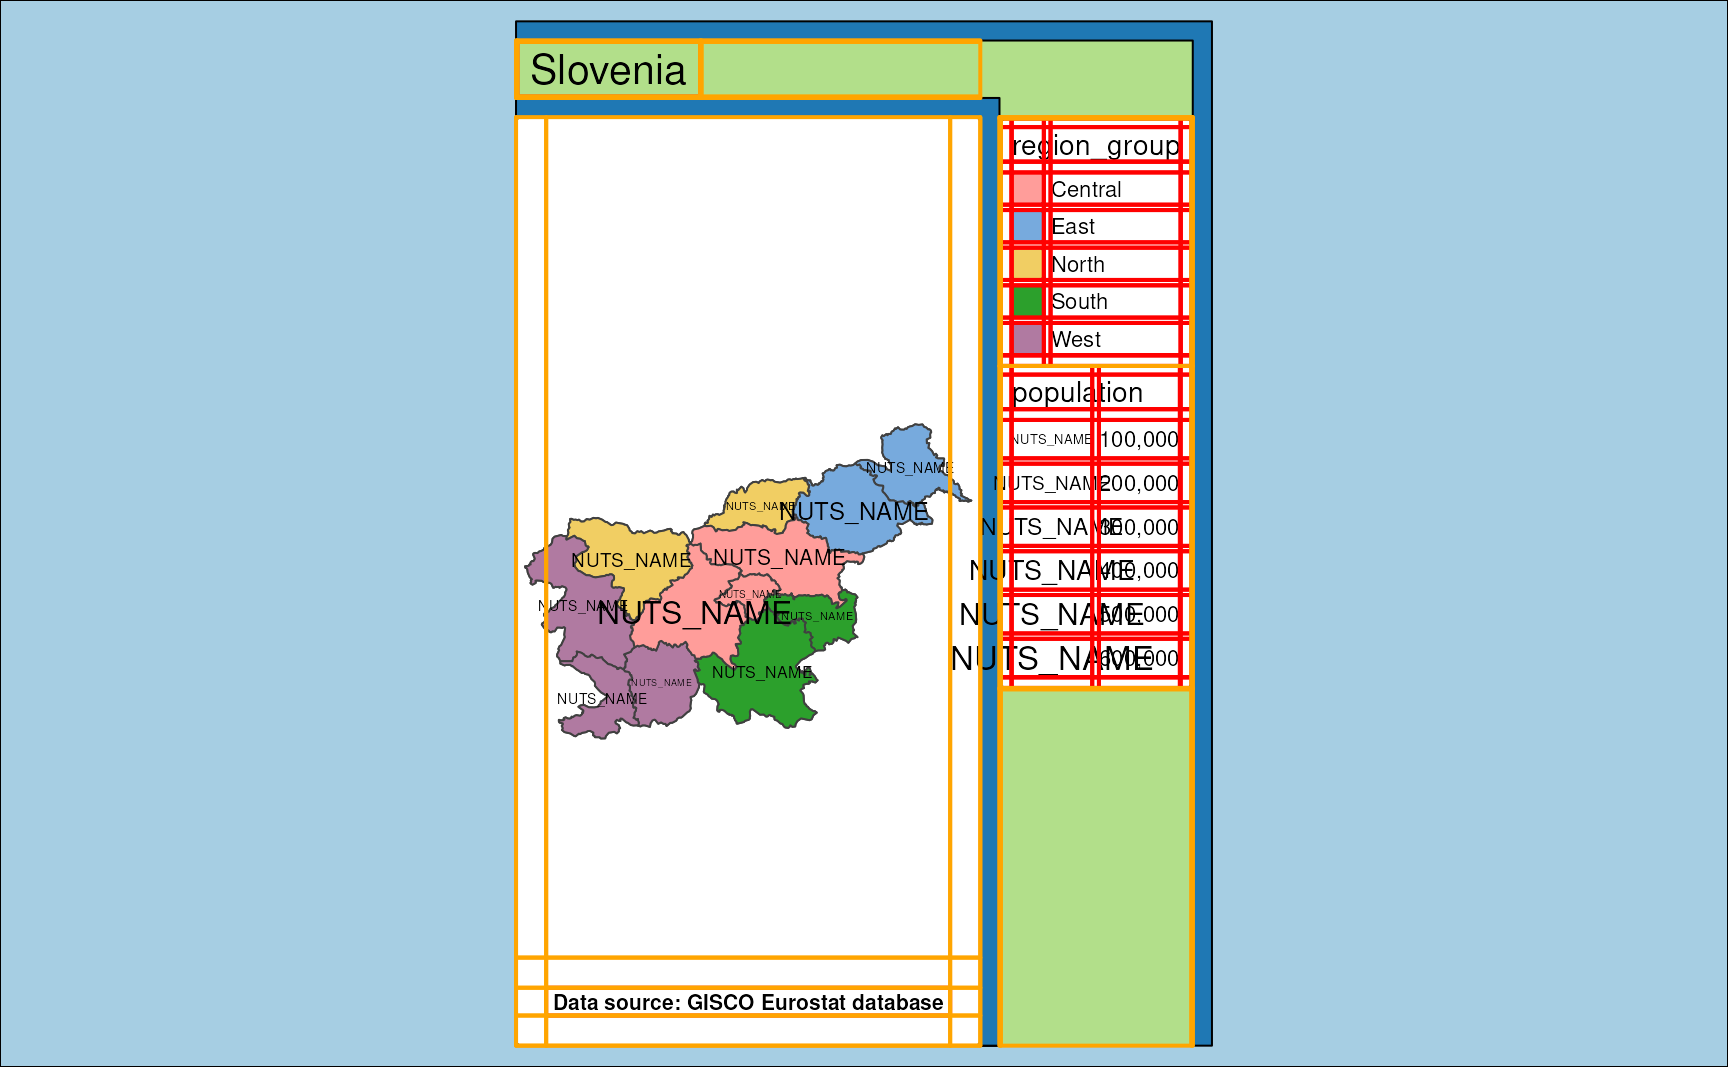 Slovenia
region_group
Central
East
North
South
West
population
NUTS_NAME 100,000
NUTS_NAME 200,000
NUTS_NAME 300,000
NUTS_NAME 400,000
NUTS_NAME 500,000
NUTS_NAME 600,000
NUTS_NAME
NUTS_NAME
NUTS_NAME
NUTS_NAME
NUTS_NAME
NUTS_NAME
NUTS_NAME
NUTS_NAME
NUTS_NAME
NUTS_NAME
NUTS_NAME
NUTS_NAME
Data source: GISCO Eurostat database